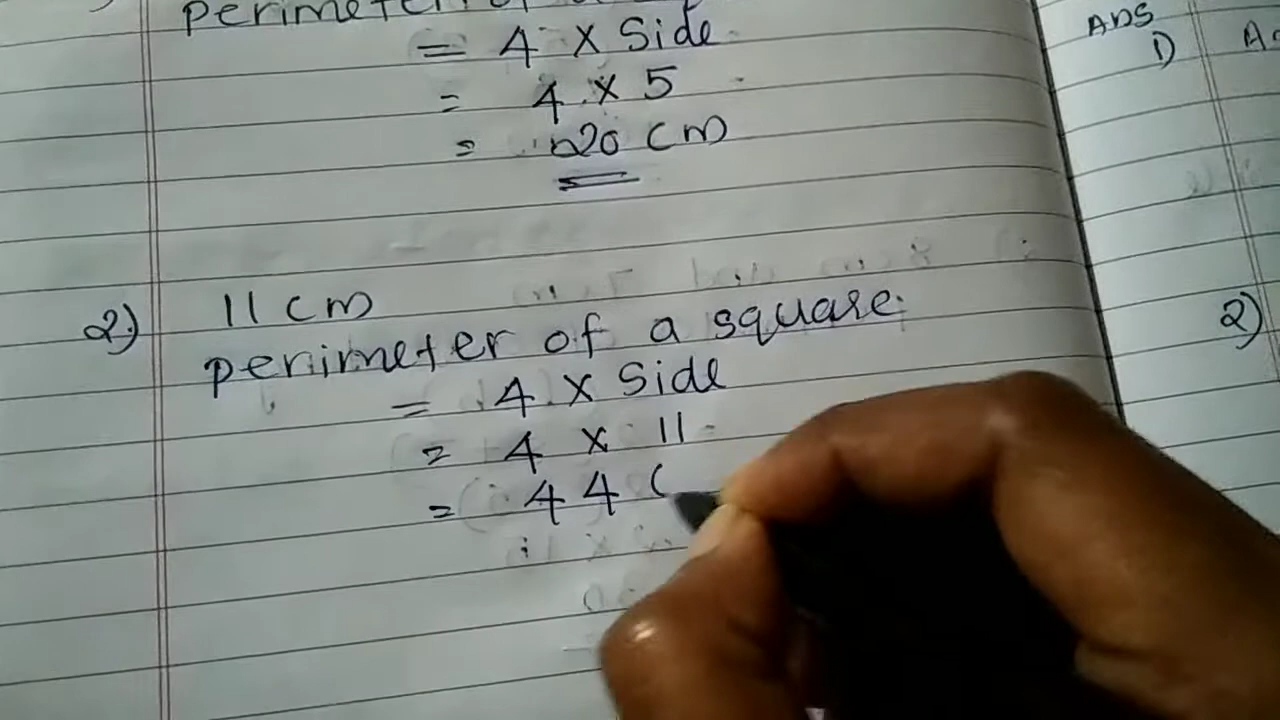 perimeter of a
= 4 x Side
= 4 x 5
= 20 cm
2) 11 cm
perimeter of a square.
= 4 x Side
= 4 x 11
= 44 c
Ans
1)
2)